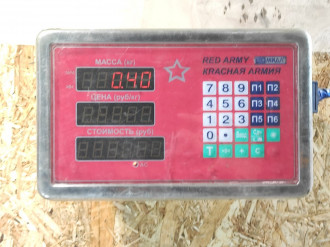 МАССА (кг)
0.40
RED ARMY МИДЛ
КРАСНАЯ АРМИЯ
ЦЕНА (руб/кг)
СТОИМОСТЬ (руб)
7 8 9 П1 П2
4 5 6 П3 П4
1 2 3 П5 П6
0 •
T C